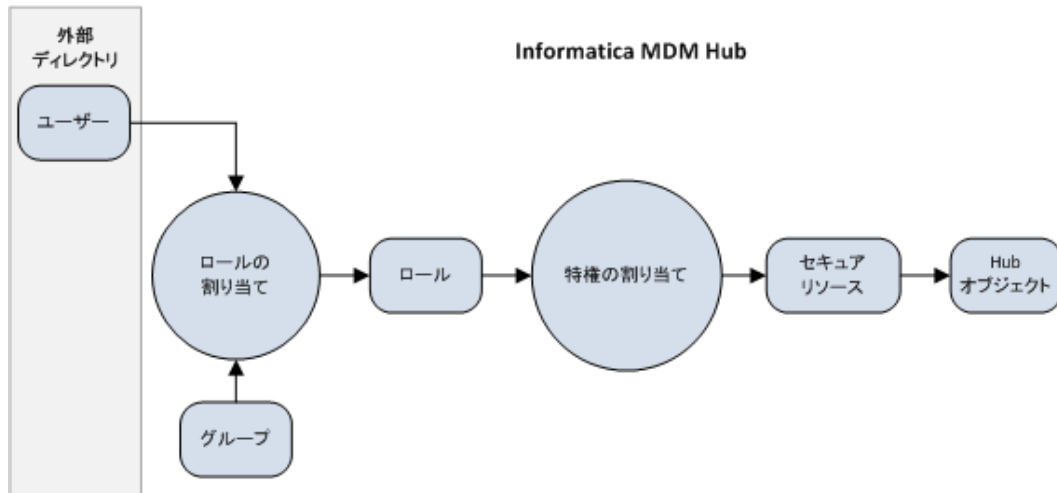 外部
ディレクトリ
Informatica MDM Hub
ユーザー
ロールの
割り当て
ロール
特権の割り当て
セキュア
リソース
Hub
オブジェクト
グループ